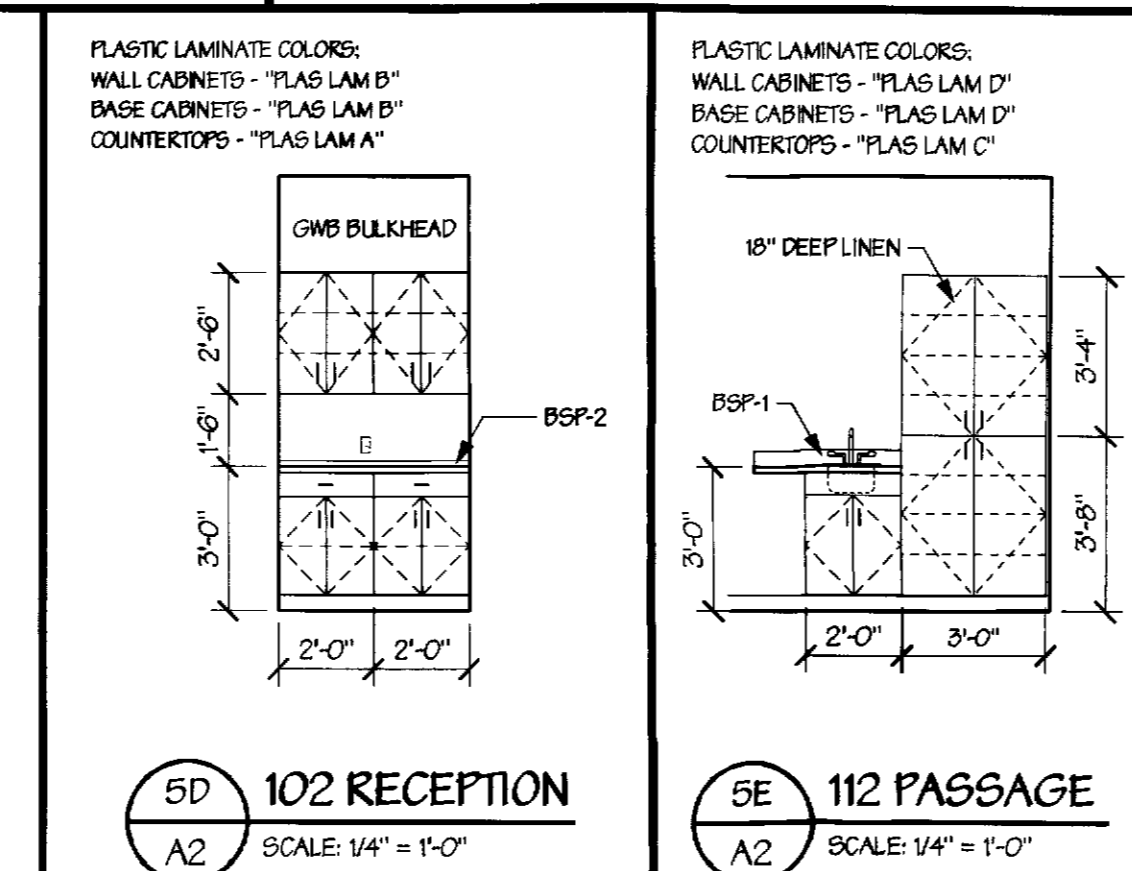 PLASTIC LAMINATE COLORS:
WALL CABINETS - "PLAS LAM B"
BASE CABINETS - "PLAS LAM B"
COUNTERTOPS - "PLAS LAM A"
GWB BULKHEAD
2'-6"
1'-6"
3'-0"
BSP-2
2'-0" 2'-0"
5D
A2
102 RECEPTION
SCALE: 1/4" = 1'-0"
PLASTIC LAMINATE COLORS:
WALL CABINETS - "PLAS LAM D"
BASE CABINETS - "PLAS LAM D"
COUNTERTOPS - "PLAS LAM C"
18" DEEP LINEN
BSP-1
3'-4"
3'-8"
3'-0"
2'-0" 3'-0"
5E
A2
112 PASSAGE
SCALE: 1/4" = 1'-0"